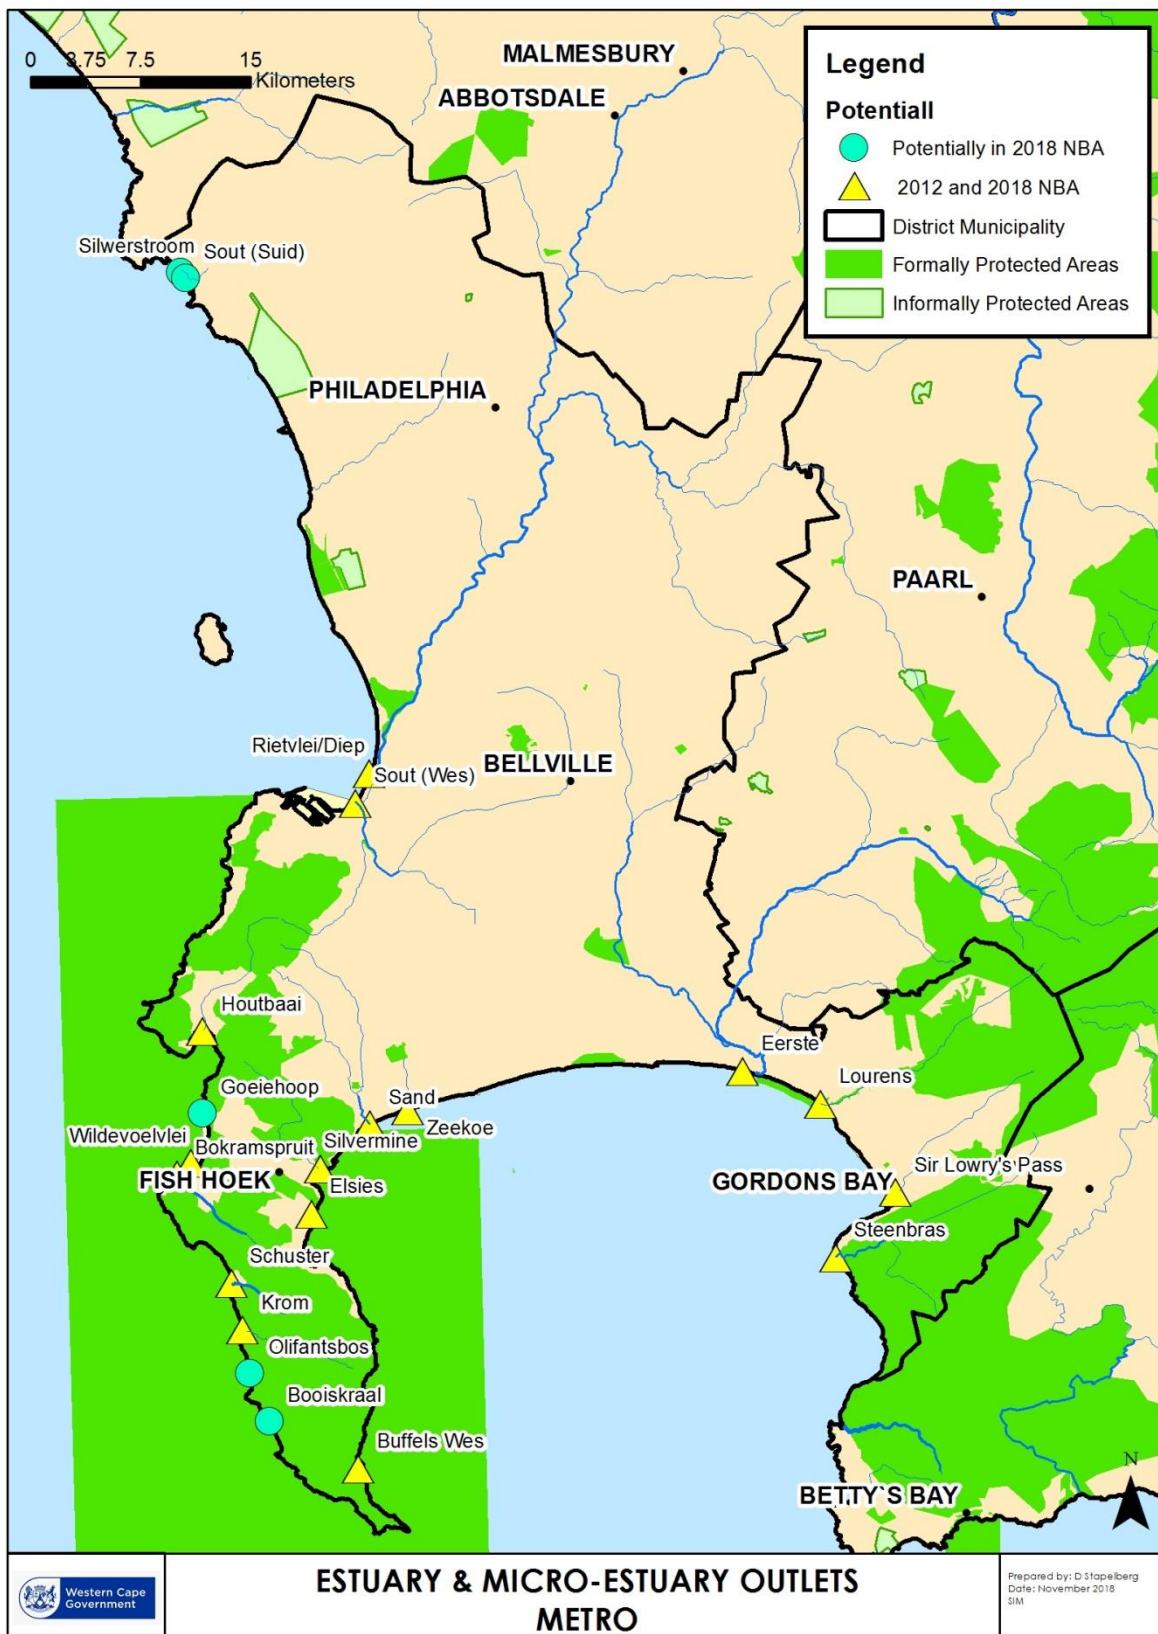 0 3.75 7.5 15
Kilometers
MALMESBURY
ABBOTSDALE
Legend
Potentiall
Potentially in 2018 NBA
2012 and 2018 NBA
District Municipality
Formally Protected Areas
Informally Protected Areas
Silwerstroom
Sout (Suid)
PHILADELPHIA
PAARL
Rietvlei/Diep
Sout (Wes)
BELLVILLE
Houtbaai
Eerste
Goeiehoop
Sand
Lourens
Zeekoe
Wildevoelvlei
Bokramspruit
Silvermine
FISH HOEK
Elsies
GORDONS BAY
Sir Lowry's Pass
Steenbras
Schuster
Krom
Olifantsbos
Booiskraal
Buffels Wes
BETTY`S BAY
N
Western Cape
Government
ESTUARY & MICRO-ESTUARY OUTLETS
METRO
Prepared by: D Stapelberg
Date: November 2018
SIM